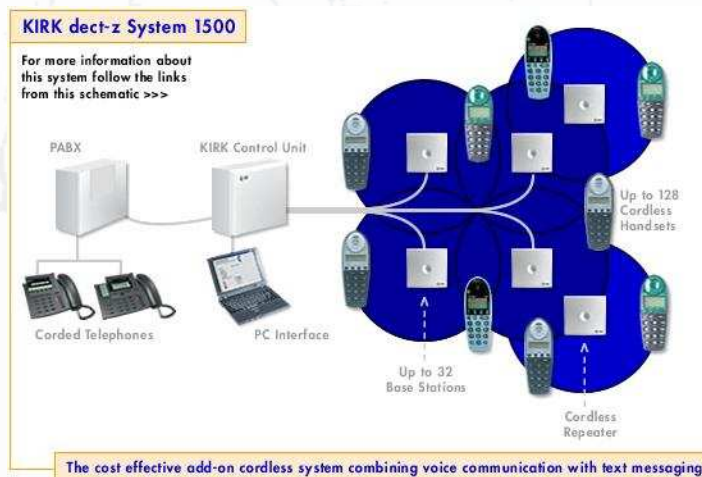 KIRK dect-z System 1500
For more information about
this system follow the links
from this schematic >>>
PABX
KIRK Control Unit
Up to 128
Cordless
Handsets
Corded Telephones
PC Interface
Up to 32
Base Stations
Cordless
Repeater
The cost effective add-on cordless system combining voice communication with text messaging